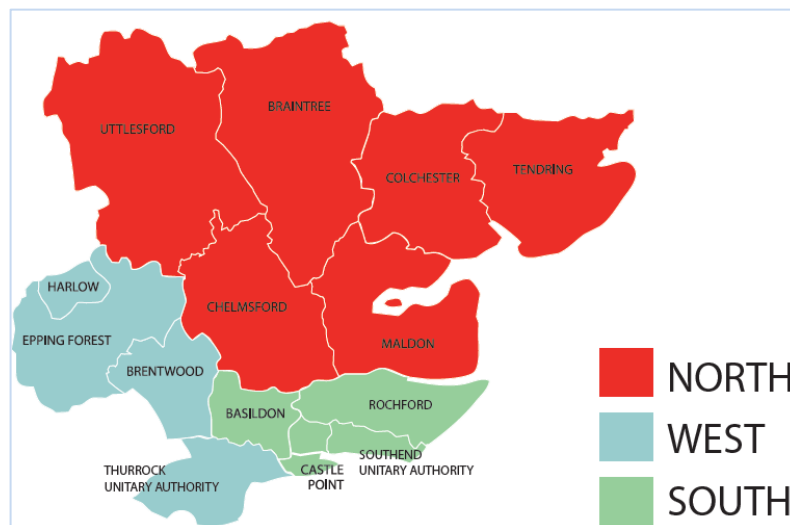 BRAINTREE
UTTLESFORD
COLCHESTER
TENDRING
HARLOW
CHELMSFORD
EPPING FOREST
MALDON
BRENTWOOD
BASILDON
ROCHFORD
THURROCK
UNITARY AUTHORITY
CASTLE
POINT
SOUTHEND
UNITARY AUTHORITY
NORTH
WEST
SOUTH